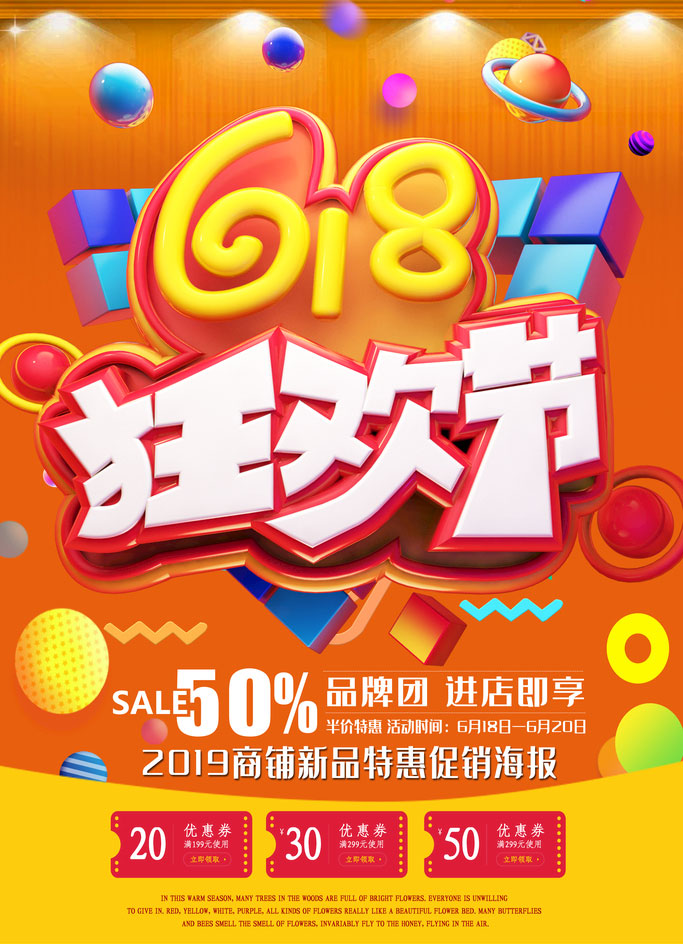 618
狂欢节
SALE 50% 品牌团 进店即享
半价特惠 活动时间：6月18日—6月20日
2019商铺新品特惠促销海报
20 优惠券 满199元使用 立即领取
¥30 优惠券 满299元使用 立即领取
¥50 优惠券 满299元使用 立即领取
IN THIS WARM SEASON, MANY TREES IN THE WOODS ARE FULL OF BRIGHT FLOWERS. EVERYONE IS UNWILLING
TO GIVE IN. RED, YELLOW, WHITE, PURPLE, ALL KINDS OF FLOWERS REALLY LIKE A BEAUTIFUL FLOWER BED. MANY BUTTERFLIES
AND BEES SMELL THE SMELL OF FLOWERS, INVARIABLY FLY TO THE HONEY, FLYING IN THE AIR.